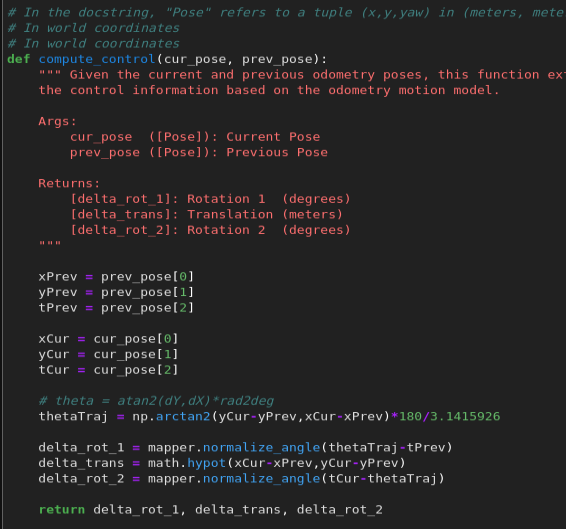 # In the docstring, "Pose" refers to a tuple (x,y,yaw) in (meters,
# In world coordinates
# In world coordinates
def compute_control(cur_pose, prev_pose):
    """ Given the current and previous odometry poses, this function
    the control information based on the odometry motion model.

    Args:
        cur_pose  ([Pose]): Current Pose
        prev_pose ([Pose]): Previous Pose

    Returns:
        [delta_rot_1]: Rotation 1  (degrees)
        [delta_trans]: Translation (meters)
        [delta_rot_2]: Rotation 2  (degrees)
    """

    xPrev = prev_pose[0]
    yPrev = prev_pose[1]
    tPrev = prev_pose[2]

    xCur = cur_pose[0]
    yCur = cur_pose[1]
    tCur = cur_pose[2]

    # theta = atan2(dY,dX)*rad2deg
    thetaTraj = np.arctan2(yCur-yPrev,xCur-xPrev)*180/3.1415926

    delta_rot_1 = mapper.normalize_angle(thetaTraj-tPrev)
    delta_trans = math.hypot(xCur-xPrev,yCur-yPrev)
    delta_rot_2 = mapper.normalize_angle(tCur-thetaTraj)

    return delta_rot_1, delta_trans, delta_rot_2